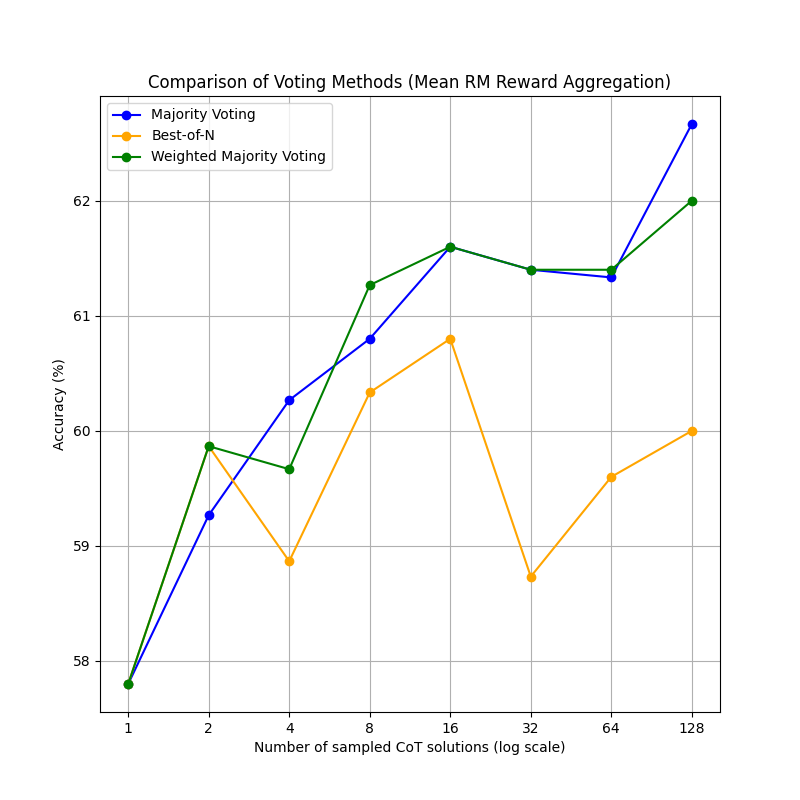 Comparison of Voting Methods (Mean RM Reward Aggregation)
Majority Voting
Best-of-N
Weighted Majority Voting
Accuracy (%)
62
61
60
59
58
1 2 4 8 16 32 64 128
Number of sampled CoT solutions (log scale)